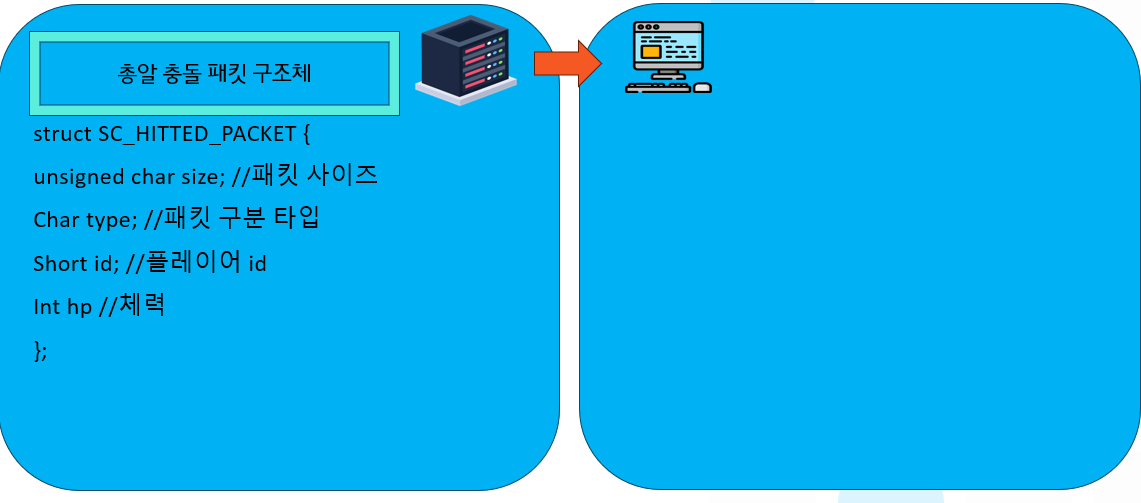 총알 충돌 패킷 구조체
struct SC_HITTED_PACKET {
unsigned char size; //패킷 사이즈
Char type; //패킷 구분 타입
Short id; //플레이어 id
Int hp //체력
};